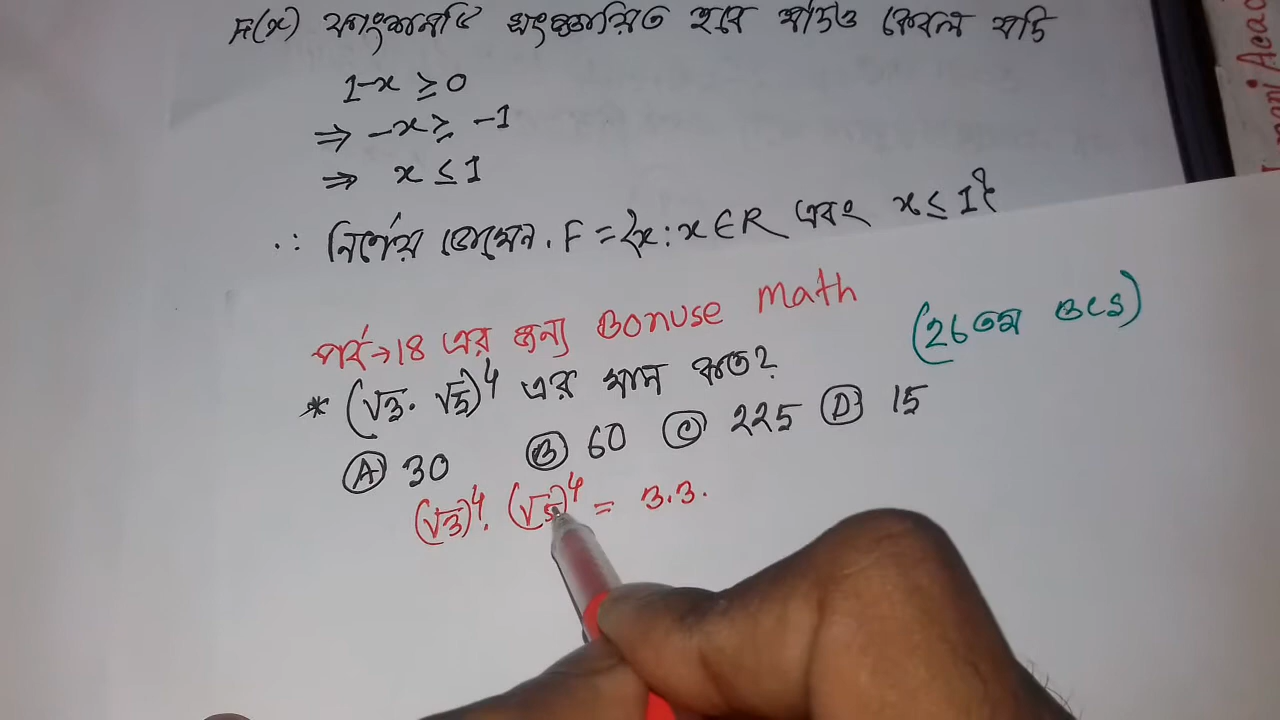 F(x) ফাংশনটি সংজ্ঞায়িত হবে যদিও কেবল যদি
1-x ≥ 0
⇒ -x ≥ -1
⇒ x ≤ 1
∴ নির্ণেয় ডোমেন. F = {x : x ∈ R এবং x ≤ 1}
পর্ব→18 এর জন্য Bonuse Math (26তম BCS)
* (√3. √5)⁴ এর মান কত?
Ⓐ 30 Ⓑ 60 Ⓒ 225 Ⓓ 15
(√3)⁴. (√5)⁴ = 3.3.